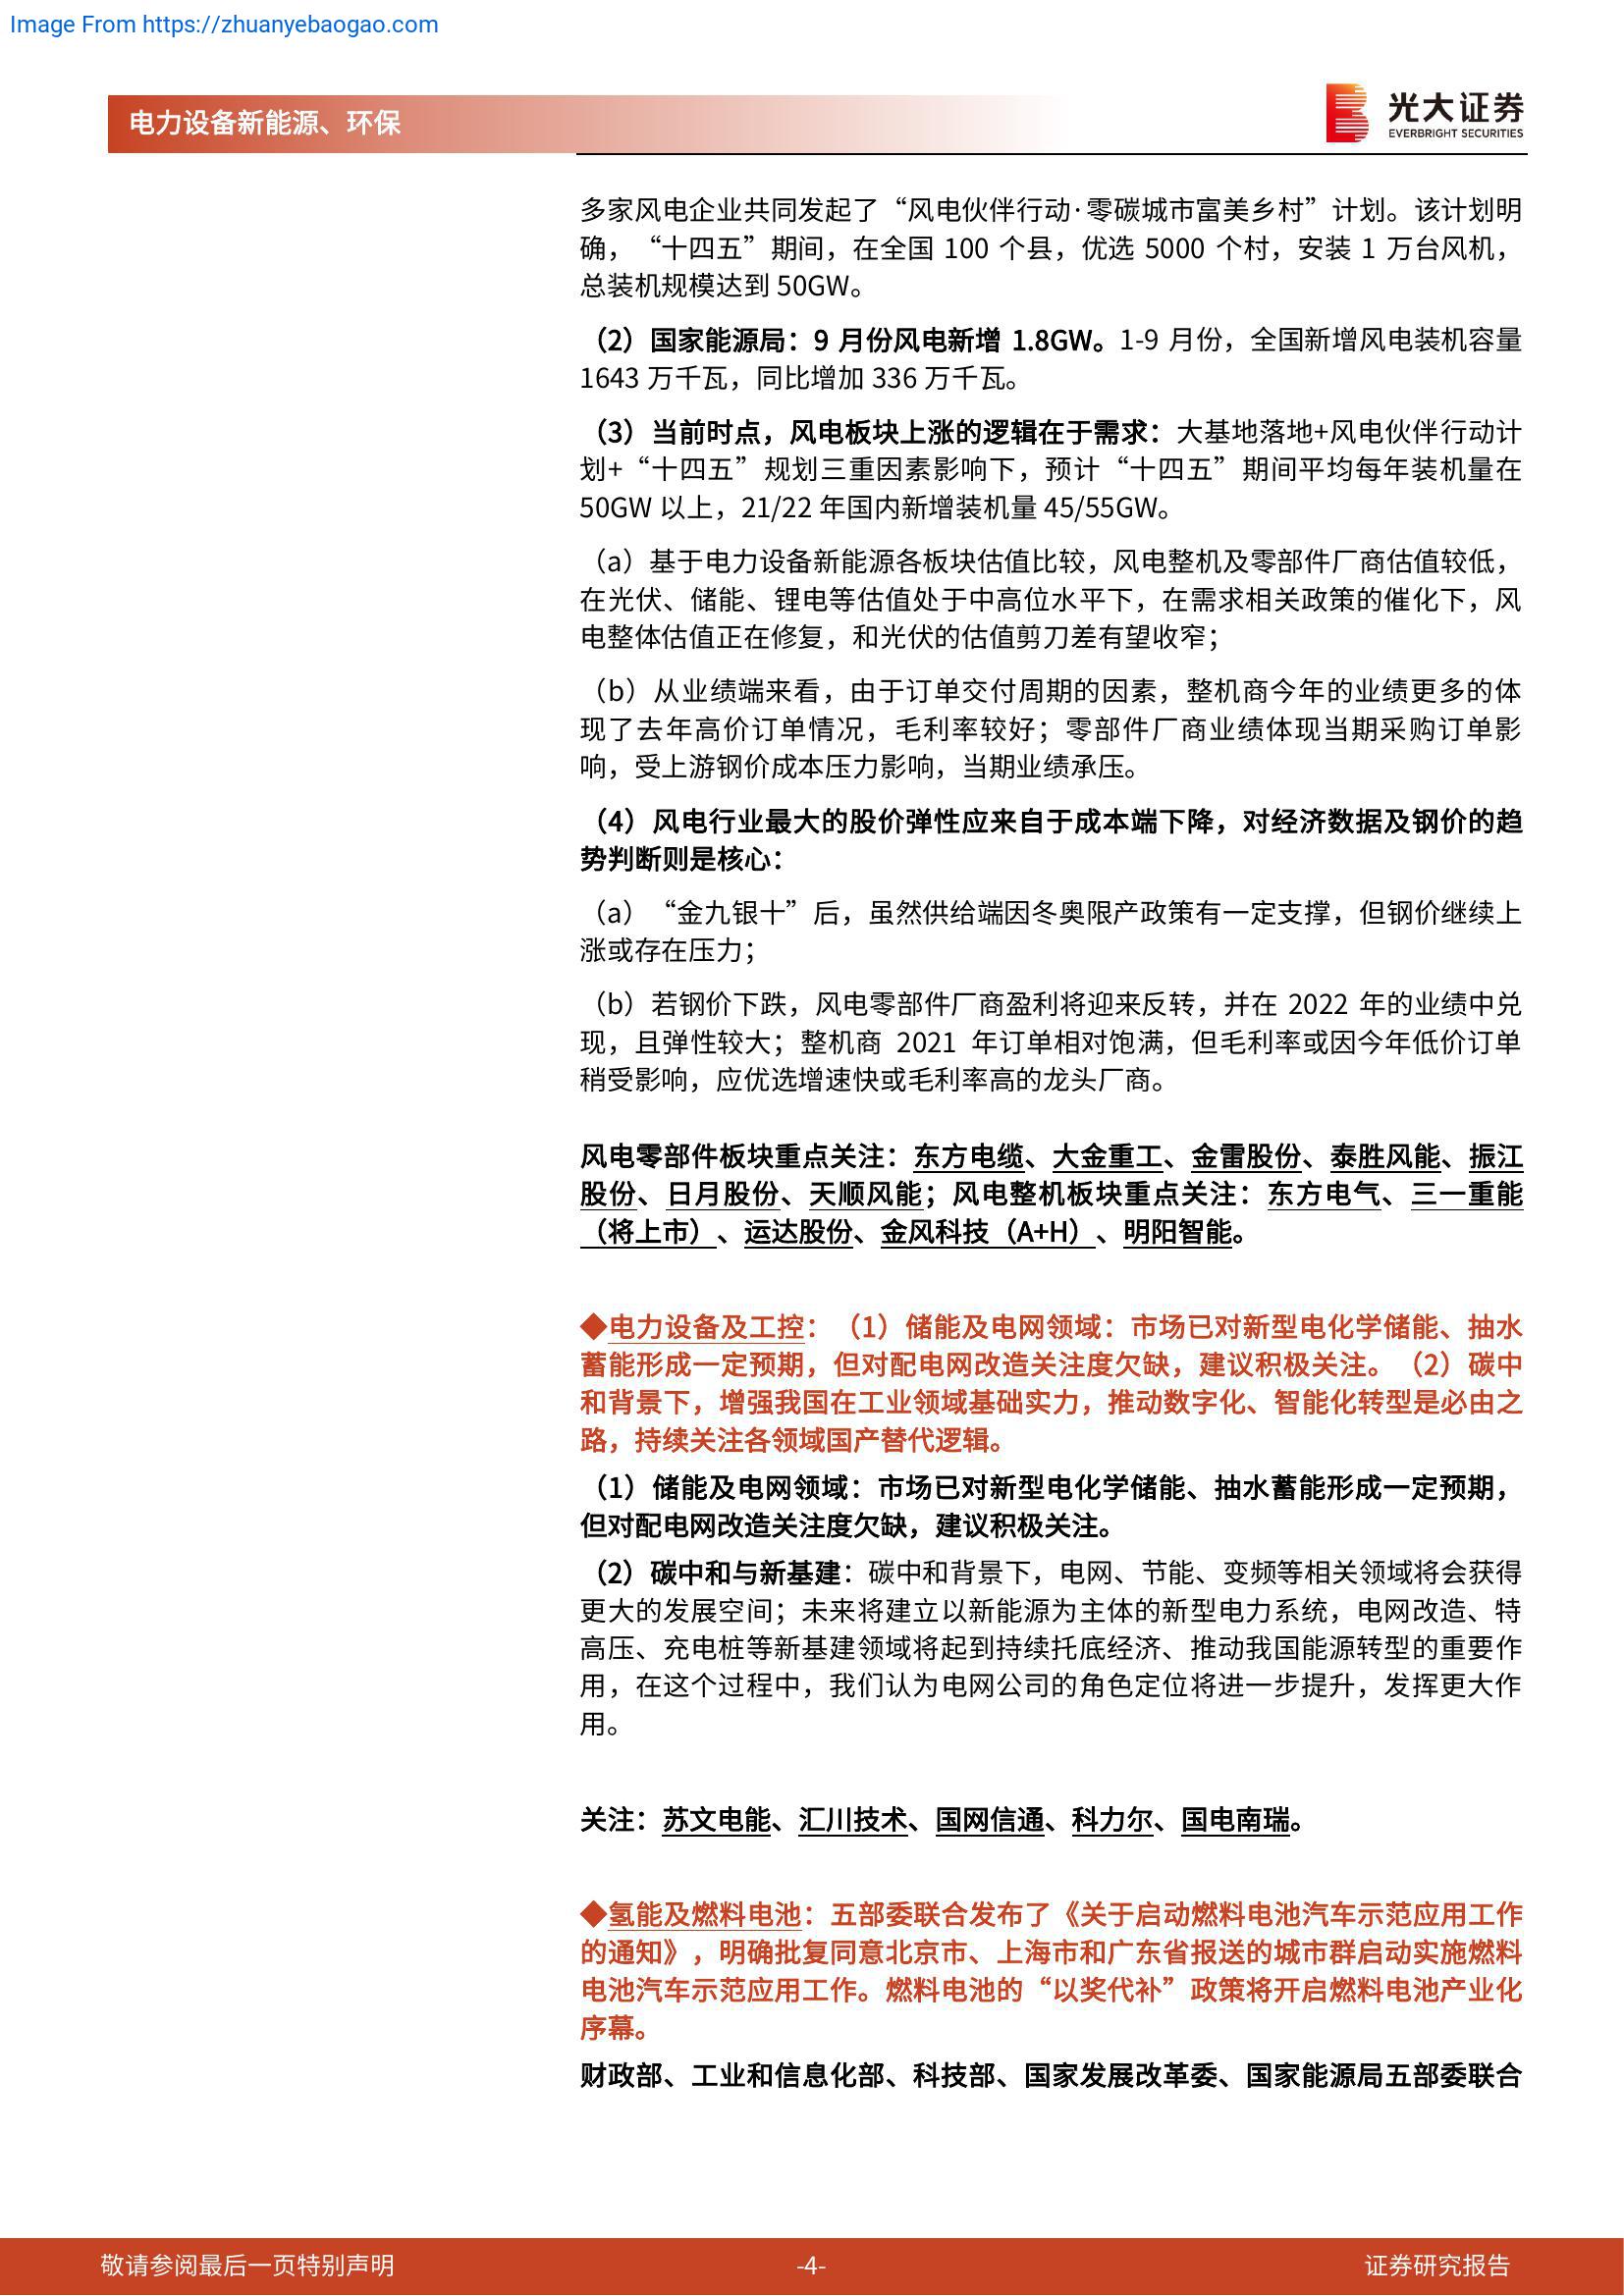 Image From https://zhuanyebaogao.com
电力设备新能源、环保
光大证券
EVERBRIGHT SECURITIES
多家风电企业共同发起了“风电伙伴行动·零碳城市富美乡村”计划。该计划明
确，“十四五”期间，在全国 100 个县，优选 5000 个村，安装 1 万台风机，
总装机规模达到 50GW。
（2）国家能源局：9 月份风电新增 1.8GW。1-9 月份，全国新增风电装机容量
1643 万千瓦，同比增加 336 万千瓦。
（3）当前时点，风电板块上涨的逻辑在于需求：大基地落地+风电伙伴行动计
划+“十四五”规划三重因素影响下，预计“十四五”期间平均每年装机量在
50GW 以上，21/22 年国内新增装机量 45/55GW。
（a）基于电力设备新能源各板块估值比较，风电整机及零部件厂商估值较低，
在光伏、储能、锂电等估值处于中高位水平下，在需求相关政策的催化下，风
电整体估值正在修复，和光伏的估值剪刀差有望收窄；
（b）从业绩端来看，由于订单交付周期的因素，整机商今年的业绩更多的体
现了去年高价订单情况，毛利率较好；零部件厂商业绩体现当期采购订单影
响，受上游钢价成本压力影响，当期业绩承压。
（4）风电行业最大的股价弹性应来自于成本端下降，对经济数据及钢价的趋
势判断则是核心：
（a）“金九银十”后，虽然供给端因冬奥限产政策有一定支撑，但钢价继续上
涨或存在压力；
（b）若钢价下跌，风电零部件厂商盈利将迎来反转，并在 2022 年的业绩中兑
现，且弹性较大；整机商 2021 年订单相对饱满，但毛利率或因今年低价订单
稍受影响，应优选增速快或毛利率高的龙头厂商。
风电零部件板块重点关注：东方电缆、大金重工、金雷股份、泰胜风能、振江
股份、日月股份、天顺风能；风电整机板块重点关注：东方电气、三一重能
（将上市）、运达股份、金风科技（A+H）、明阳智能。
◆电力设备及工控：（1）储能及电网领域：市场已对新型电化学储能、抽水
蓄能形成一定预期，但对配电网改造关注度欠缺，建议积极关注。（2）碳中
和背景下，增强我国在工业领域基础实力，推动数字化、智能化转型是必由之
路，持续关注各领域国产替代逻辑。
（1）储能及电网领域：市场已对新型电化学储能、抽水蓄能形成一定预期，
但对配电网改造关注度欠缺，建议积极关注。
（2）碳中和与新基建：碳中和背景下，电网、节能、变频等相关领域将会获得
更大的发展空间；未来将建立以新能源为主体的新型电力系统，电网改造、特
高压、充电桩等新基建领域将起到持续托底经济、推动我国能源转型的重要作
用，在这个过程中，我们认为电网公司的角色定位将进一步提升，发挥更大作
用。
关注：苏文电能、汇川技术、国网信通、科力尔、国电南瑞。
◆氢能及燃料电池：五部委联合发布了《关于启动燃料电池汽车示范应用工作
的通知》，明确批复同意北京市、上海市和广东省报送的城市群启动实施燃料
电池汽车示范应用工作。燃料电池的“以奖代补”政策将开启燃料电池产业化
序幕。
财政部、工业和信息化部、科技部、国家发展改革委、国家能源局五部委联合
敬请参阅最后一页特别声明
-4-
证券研究报告